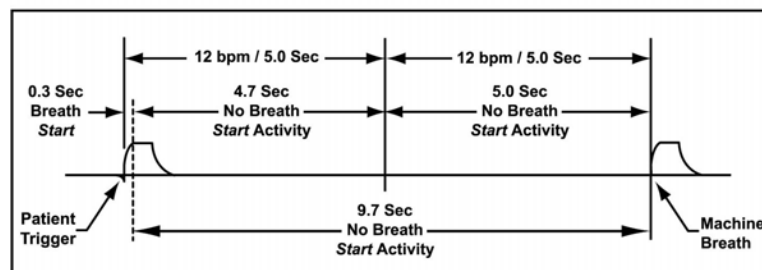 12 bpm / 5.0 Sec
12 bpm / 5.0 Sec
0.3 Sec
Breath
Start
4.7 Sec
No Breath
Start Activity
5.0 Sec
No Breath
Start Activity
Patient
Trigger
9.7 Sec
No Breath
Start Activity
Machine
Breath